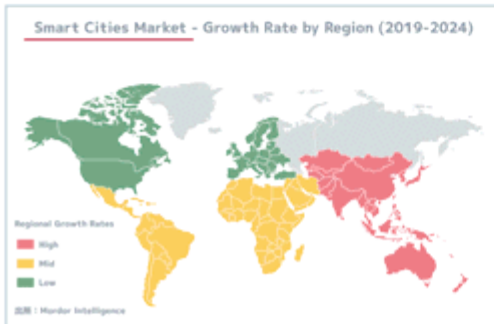 Smart Cities Market - Growth Rate by Region (2019-2024)
Regional Growth Rates
High
Mid
Low
出所：Mordor Intelligence